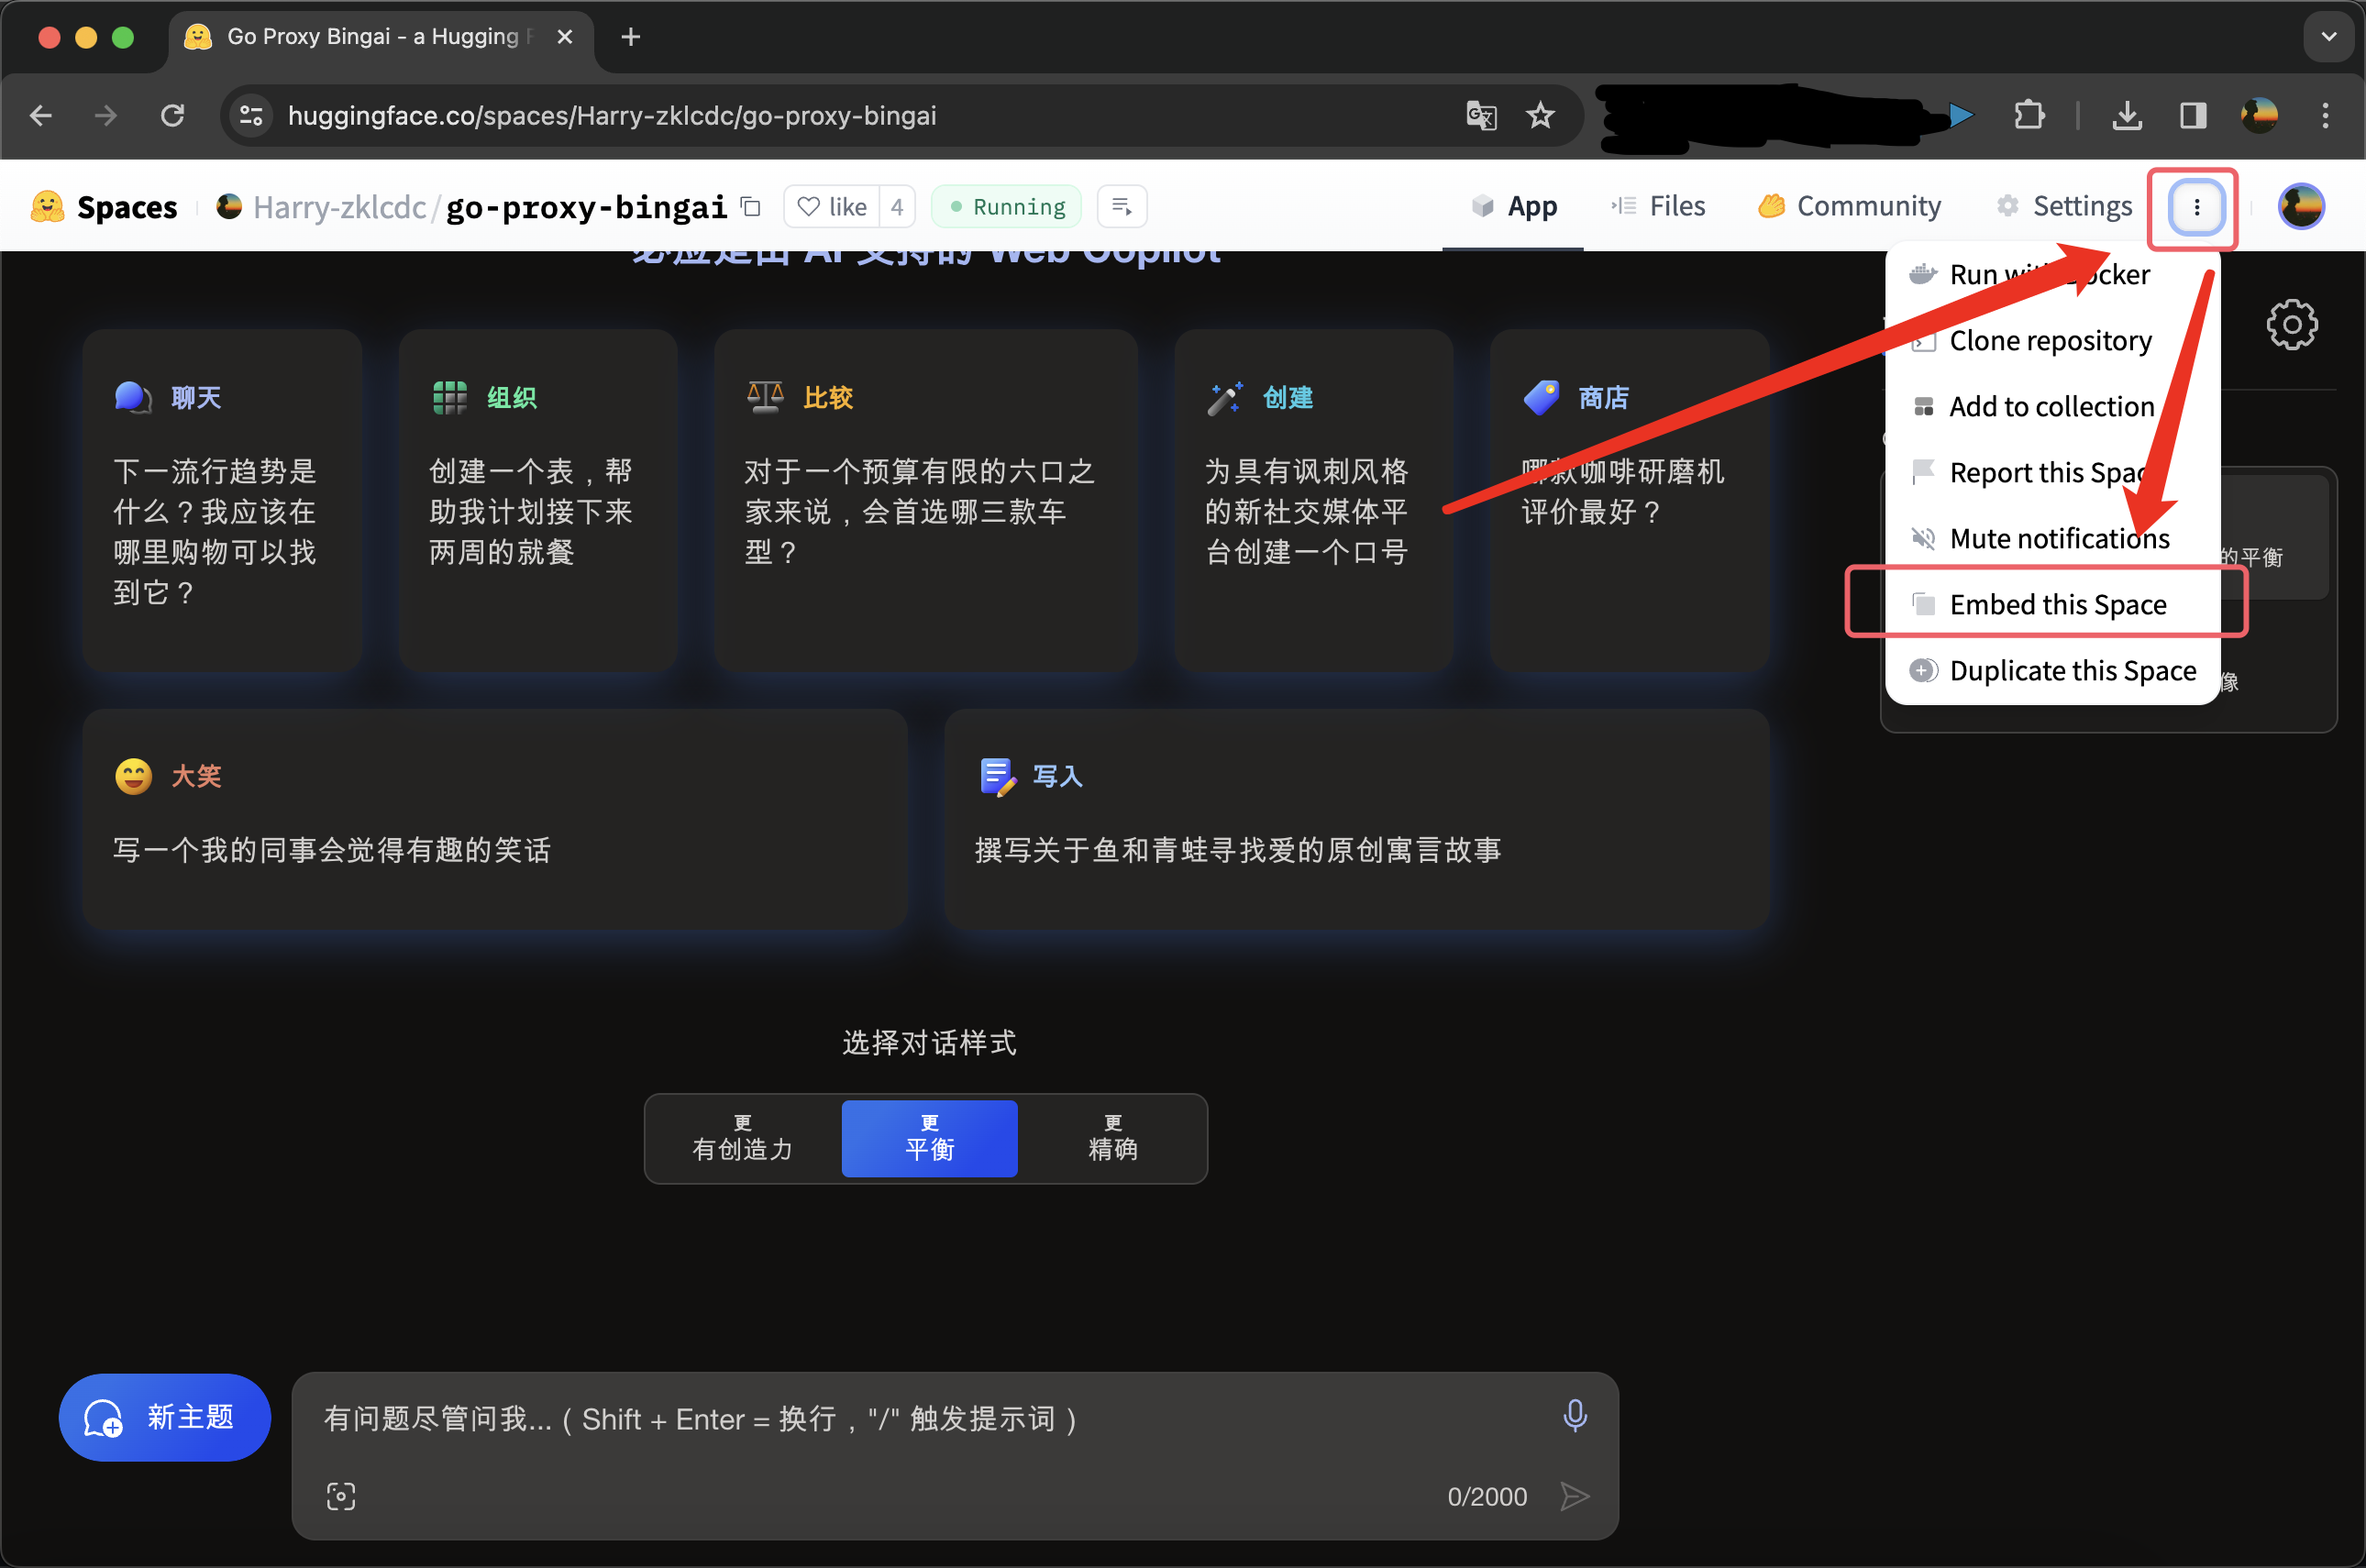 Go Proxy Bingai - a Hugging F
huggingface.co/spaces/Harry-zklcdc/go-proxy-bingai
Spaces Harry-zklcdc/go-proxy-bingai like 4 Running App Files Community Settings
必应是由 AI 支持的 Web Copilot
Run with Docker
Clone repository
Add to collection
Report this Space
Mute notifications
Embed this Space
Duplicate this Space
的平衡
像
聊天
下一流行趋势是
什么？我应该在
哪里购物可以找
到它？
组织
创建一个表，帮
助我计划接下来
两周的就餐
比较
对于一个预算有限的六口之
家来说，会首选哪三款车
型？
创建
为具有讽刺风格
的新社交媒体平
台创建一个口号
商店
哪款咖啡研磨机
评价最好？
大笑
写一个我的同事会觉得有趣的笑话
写入
撰写关于鱼和青蛙寻找爱的原创寓言故事
选择对话样式
更
有创造力
更
平衡
更
精确
新主题
有问题尽管问我...（Shift + Enter = 换行，"/" 触发提示词）
0/2000